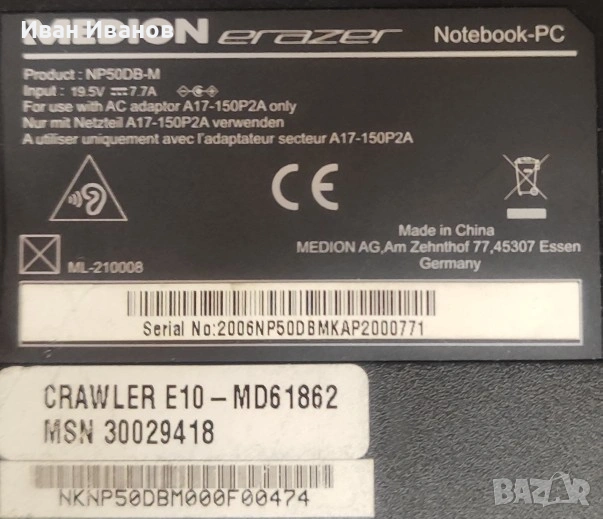 Иван Иванов
MEDION erazer Notebook-PC
Product : NP50DB-M
Input : 19.5V 7.7A
For use with AC adaptor A17-150P2A only
Nur mit Netzteil A17-150P2A verwenden
A utiliser uniquement avec l'adaptateur secteur A17-150P2A
CE
Made in China
MEDION AG,Am Zehnthof 77,45307 Essen
Germany
ML-210008
Serial No:2006NP50DBMKAP2000771
CRAWLER E10-MD61862
MSN 30029418
NKNP50DBM000F00474
BAZAR